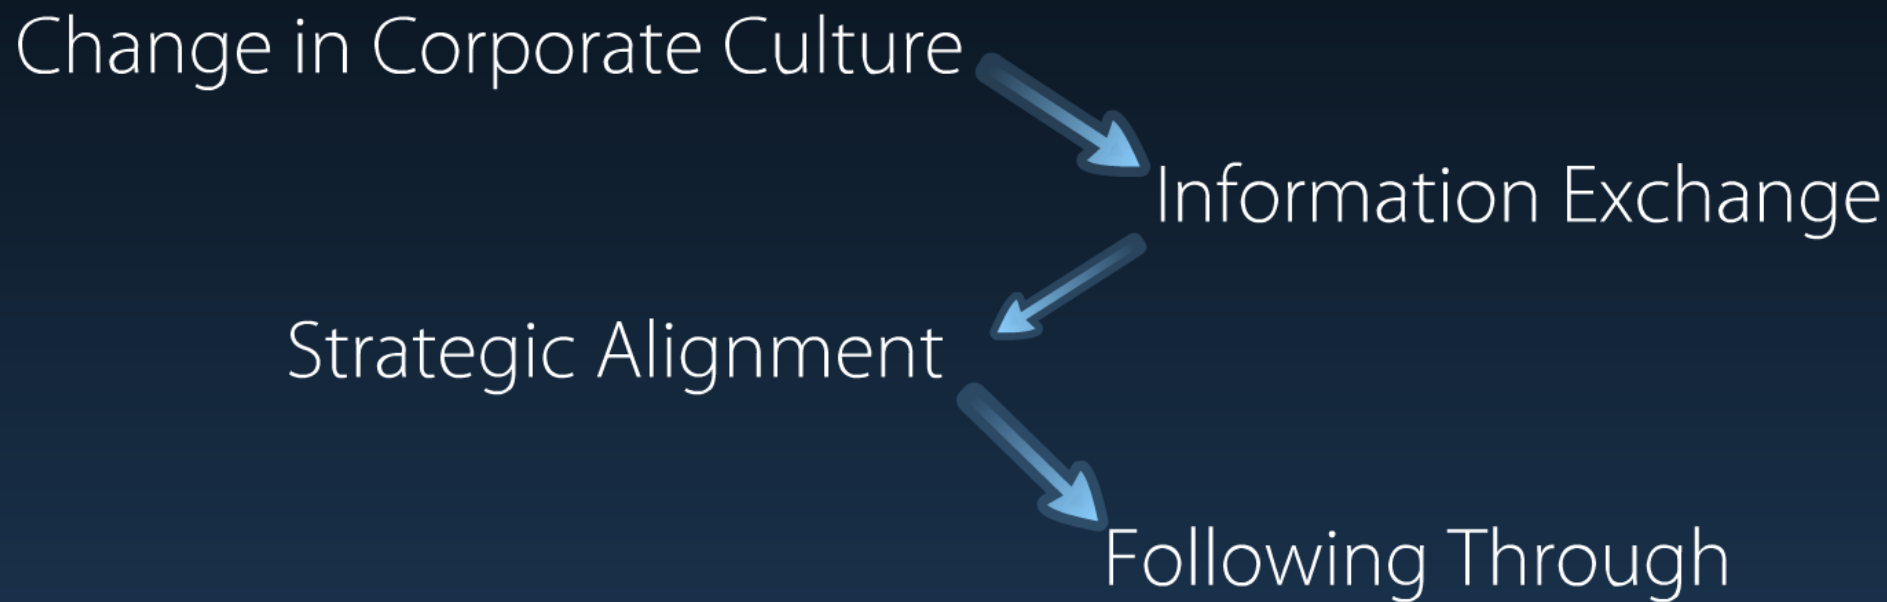 Change in Corporate Culture
Information Exchange
Strategic Alignment
Following Through